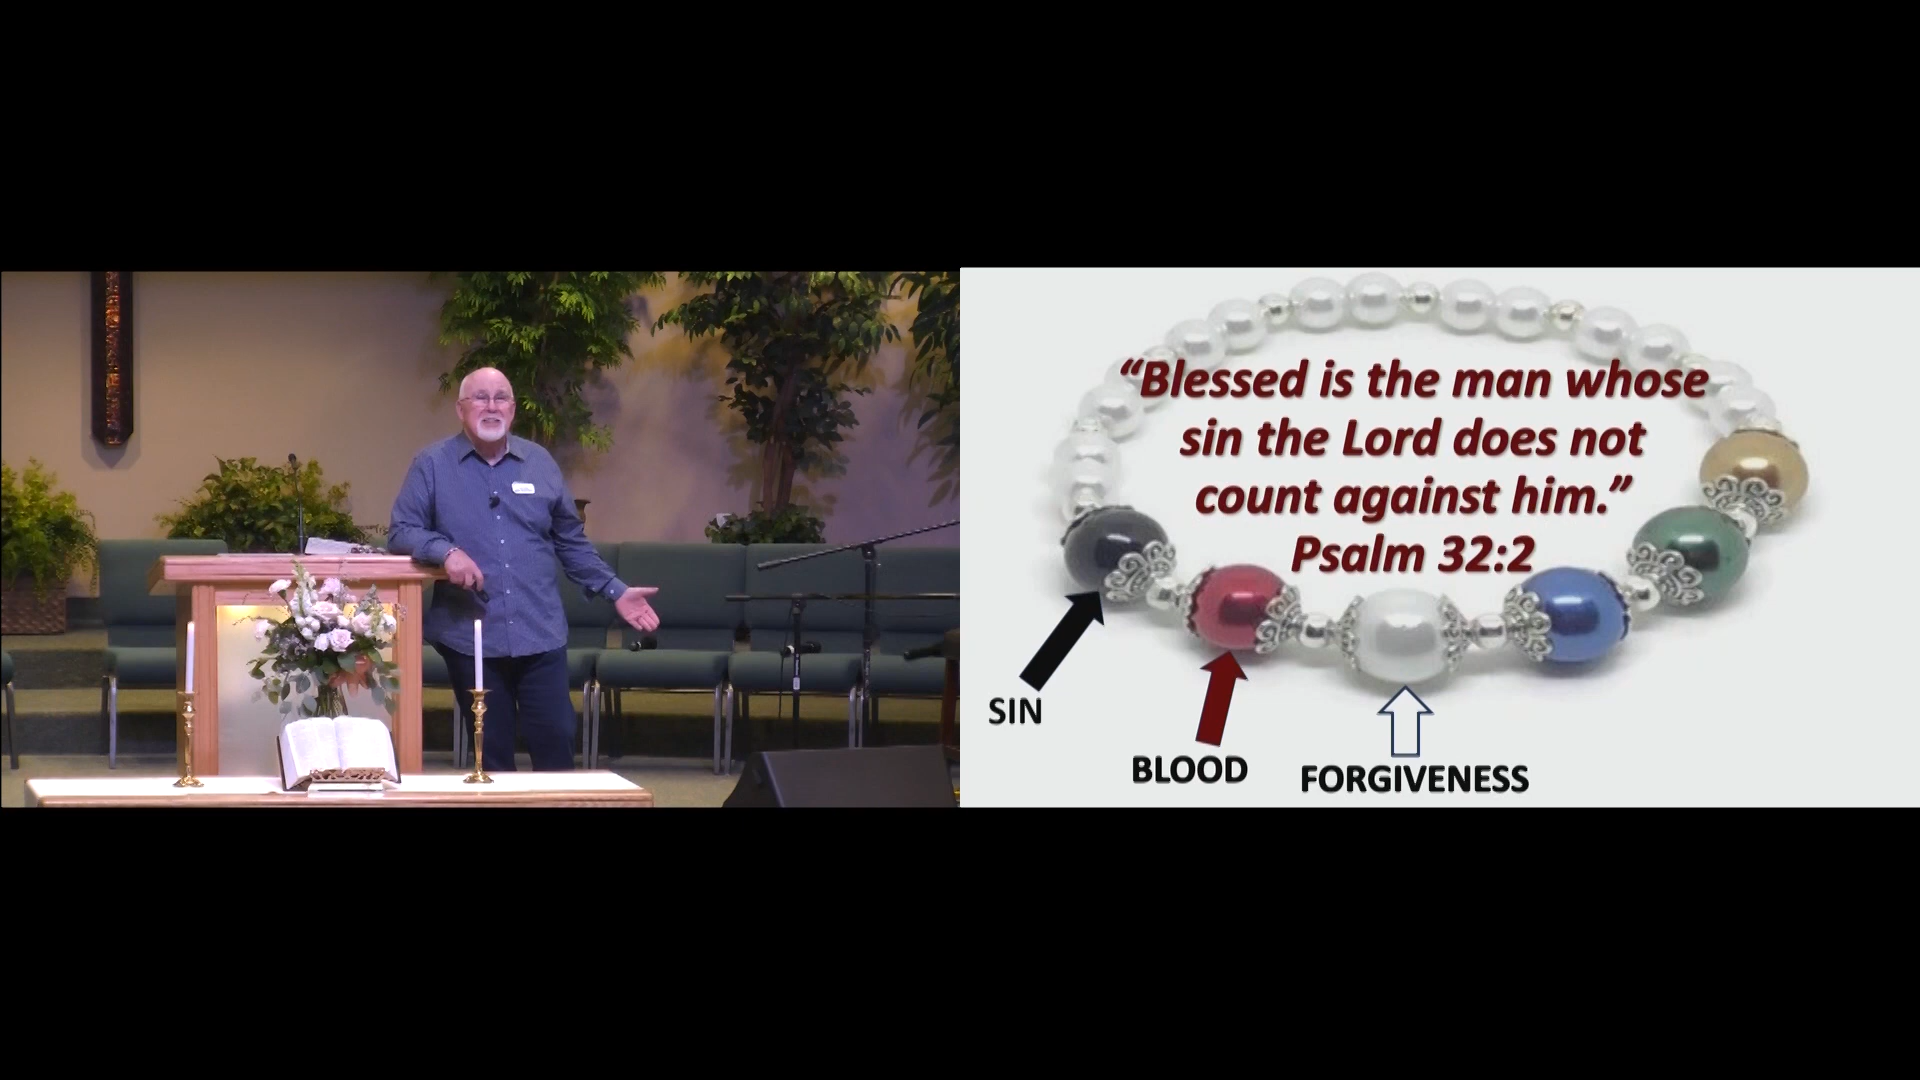 “Blessed is the man whose
sin the Lord does not
count against him.”
Psalm 32:2
SIN
BLOOD
FORGIVENESS